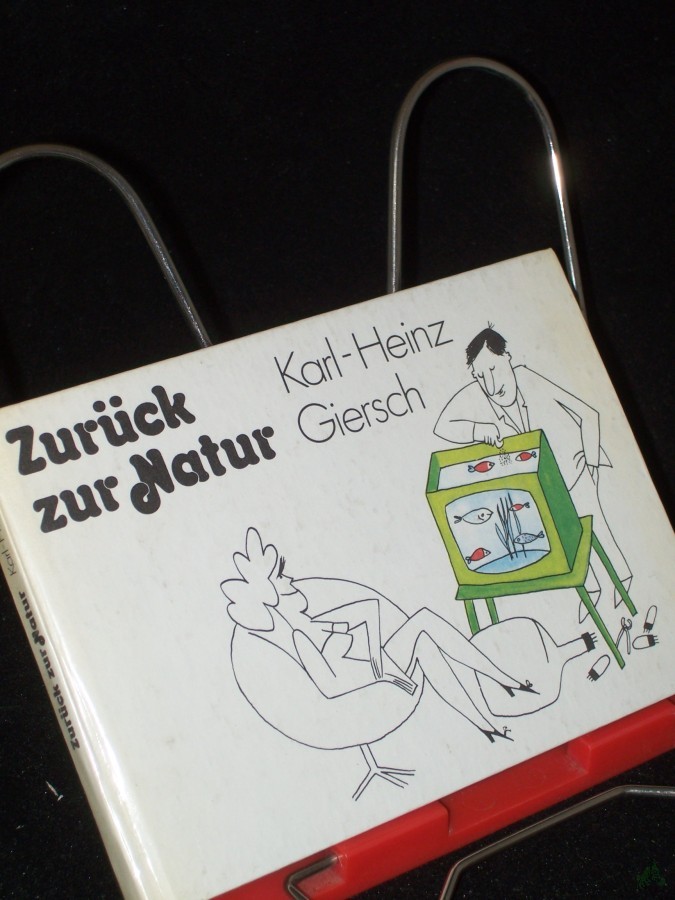 Zurück
zur Natur
Karl-Heinz
Giersch
zurück zur Natur